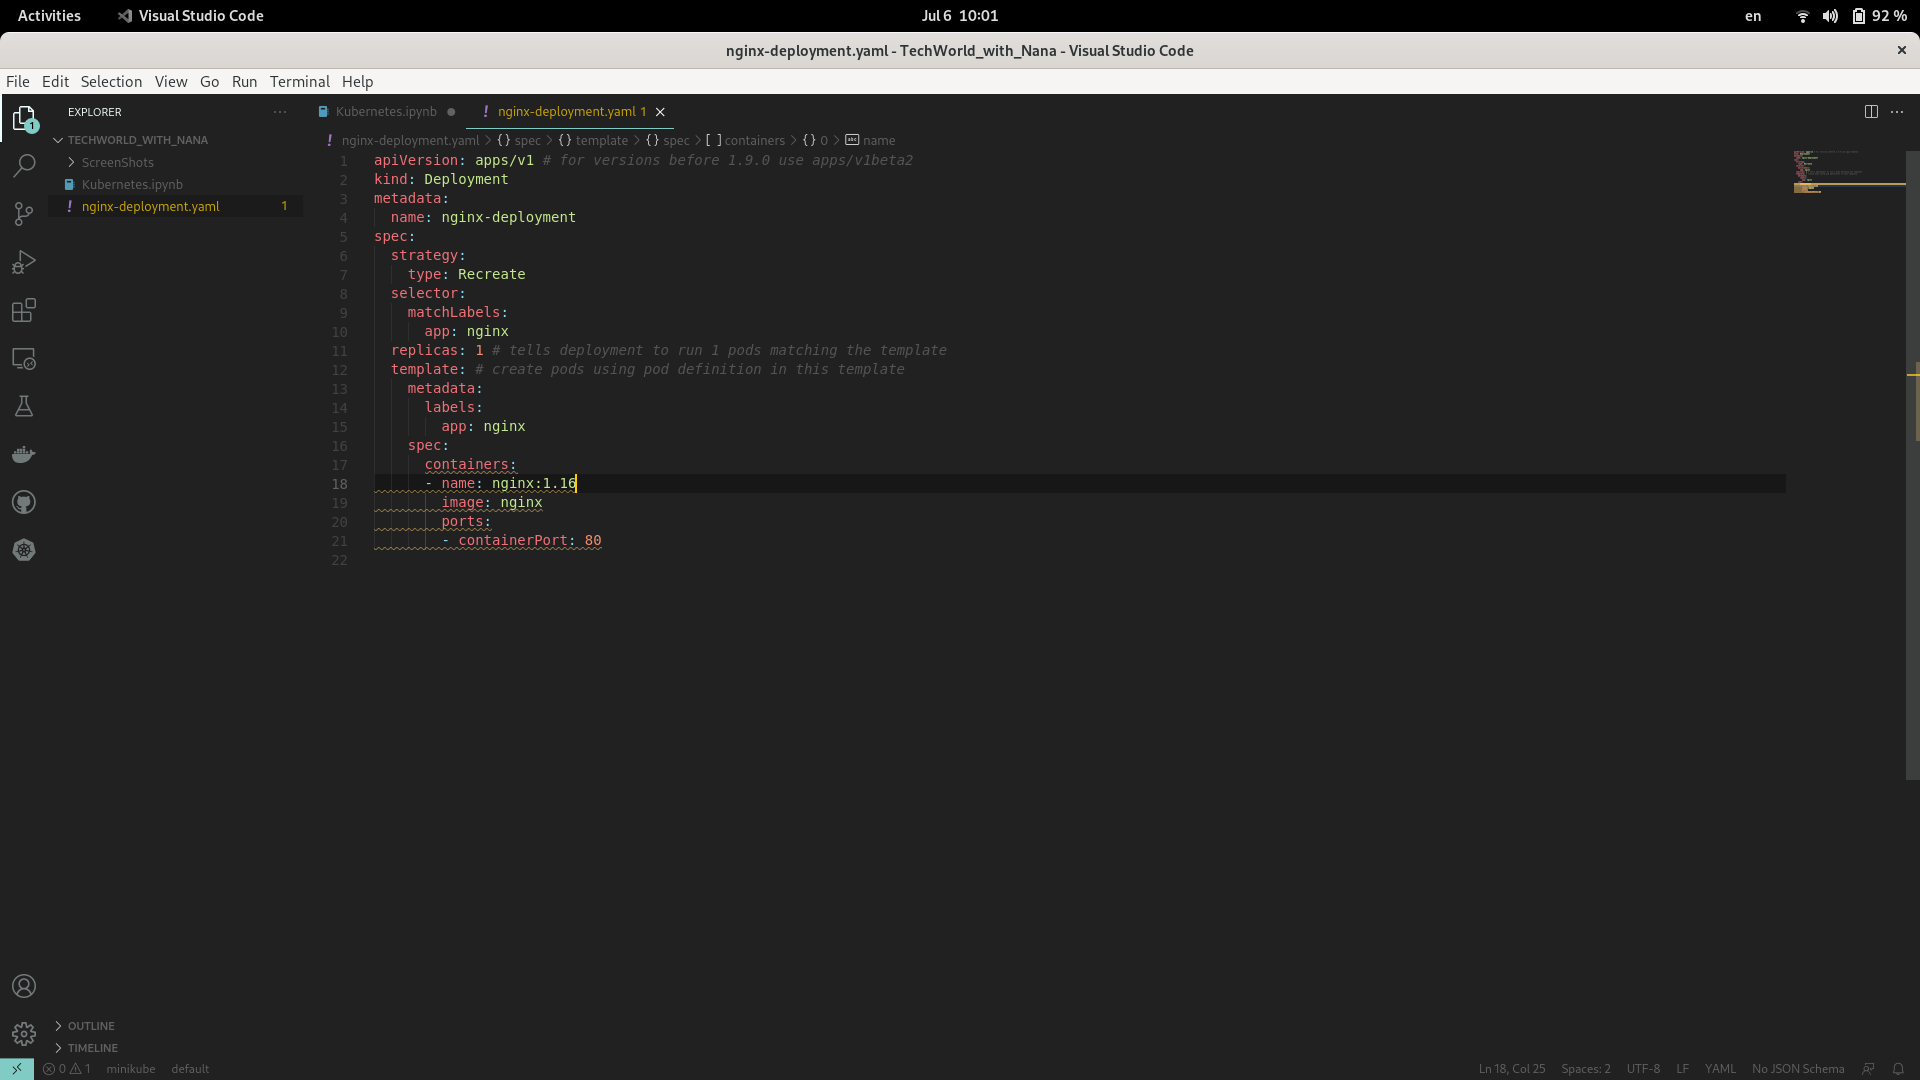 Activities
Visual Studio Code
Jul 6 10:01
en
92 %
nginx-deployment.yaml - TechWorld_with_Nana - Visual Studio Code
File Edit Selection View Go Run Terminal Help
EXPLORER
TECHWORLD_WITH_NANA
ScreenShots
Kubernetes.ipynb
nginx-deployment.yaml 1
1
OUTLINE
TIMELINE
Kubernetes.ipynb
nginx-deployment.yaml 1
nginx-deployment.yaml > {} spec > {} template > {} spec > [ ] containers > {} 0 > abc name
1 apiVersion: apps/v1 # for versions before 1.9.0 use apps/v1beta2
2 kind: Deployment
3 metadata:
4   name: nginx-deployment
5 spec:
6   strategy:
7     type: Recreate
8   selector:
9     matchLabels:
10       app: nginx
11   replicas: 1 # tells deployment to run 1 pods matching the template
12   template: # create pods using pod definition in this template
13     metadata:
14       labels:
15         app: nginx
16     spec:
17       containers:
18       - name: nginx:1.16
19         image: nginx
20         ports:
21         - containerPort: 80
22
0 1 minikube default
Ln 18, Col 25 Spaces: 2 UTF-8 LF YAML No JSON Schema